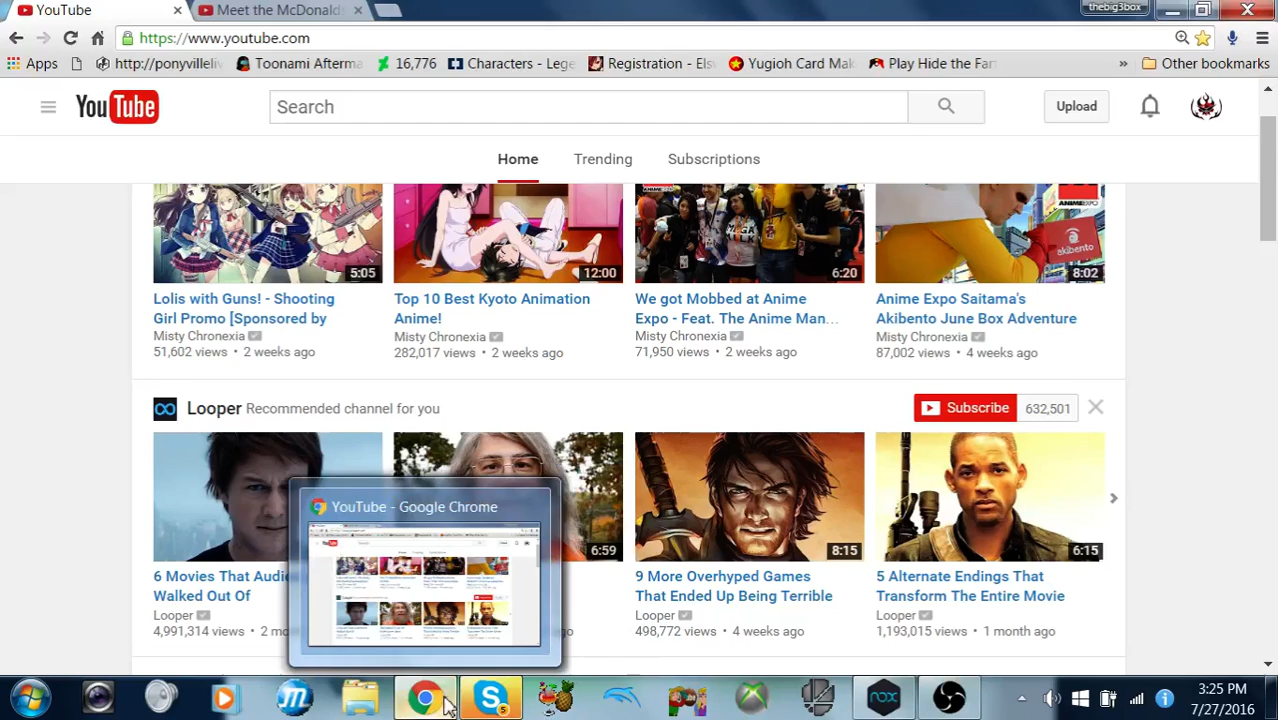 YouTube
Meet the McDonald
thebig3box
https://www.youtube.com
Apps
http://ponyvilleliv
Toonami Afterma
16,776
Characters - Lege
Registration - Els
Yugioh Card Mak
Play Hide the Fan
»
Other bookmarks
YouTube
Search
Upload
Home
Trending
Subscriptions
5:05
12:00
6:20
8:02
ANIMEEXPO
akibento
Lolis with Guns! - Shooting
Girl Promo [Sponsored by
Misty Chronexia
51,602 views • 2 weeks ago
Top 10 Best Kyoto Animation
Anime!
Misty Chronexia
282,017 views • 2 weeks ago
We got Mobbed at Anime
Expo - Feat. The Anime Man...
Misty Chronexia
71,950 views • 2 weeks ago
Anime Expo Saitama's
Akibento June Box Adventure
Misty Chronexia
87,002 views • 4 weeks ago
Looper Recommended channel for you
Subscribe 632,501
6:59
8:15
6:15
6 Movies That Audi
Walked Out Of
Looper
4,991,314 views • 2 mo
go
9 More Overhyped Games
That Ended Up Being Terrible
Looper
498,772 views • 4 weeks ago
5 Alternate Endings That
Transform The Entire Movie
Looper
1,193,015 views • 1 month ago
YouTube - Google Chrome
5
nox
3:25 PM
7/27/2016